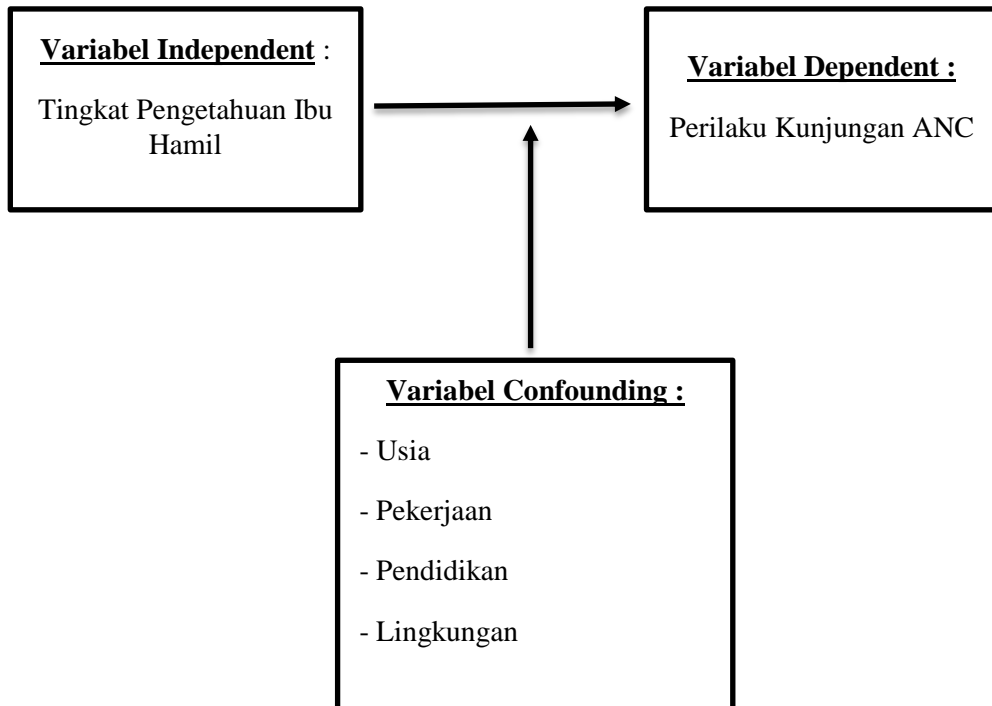 Variabel Independent :
Tingkat Pengetahuan Ibu
Hamil
Variabel Dependent :
Perilaku Kunjungan ANC
Variabel Confounding :
- Usia
- Pekerjaan
- Pendidikan
- Lingkungan